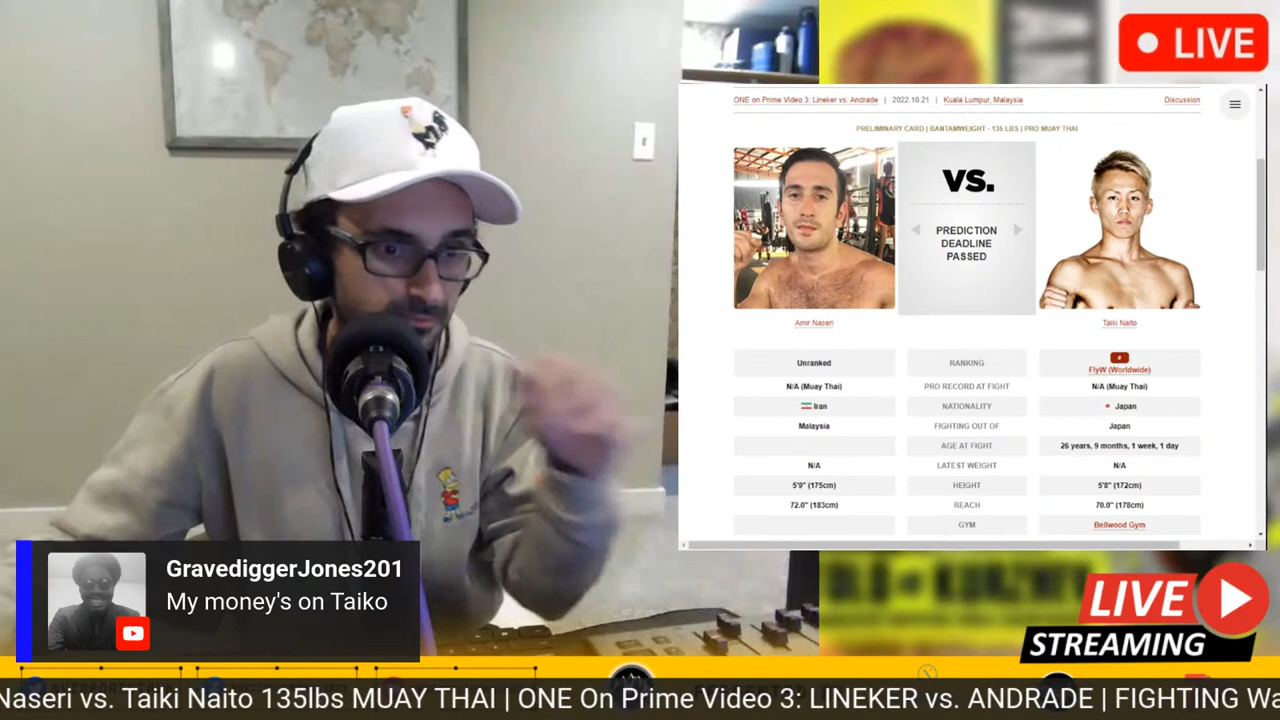 LIVE
ONE on Prime Video 3: Lineker vs. Andrade | 2022.10.21 | Kuala Lumpur, Malaysia
Discussion
PRELIMINARY CARD | BANTAMWEIGHT - 135 LBS | PRO MUAY THAI
VS.
PREDICTION
DEADLINE
PASSED
Amir Naseri
Taiki Naito
Unranked RANKING FlyW (Worldwide)
N/A (Muay Thai) PRO RECORD AT FIGHT N/A (Muay Thai)
Iran NATIONALITY Japan
Malaysia FIGHTING OUT OF Japan
AGE AT FIGHT 26 years, 9 months, 1 week, 1 day
N/A LATEST WEIGHT N/A
5'9" (175cm) HEIGHT 5'8" (172cm)
72.0" (183cm) REACH 70.0" (178cm)
GYM Bellwood Gym
GravediggerJones201
My money's on Taiko
LIVE
STREAMING
Naseri vs. Taiki Naito 135lbs MUAY THAI | ONE On Prime Video 3: LINEKER vs. ANDRADE | FIGHTING Wa